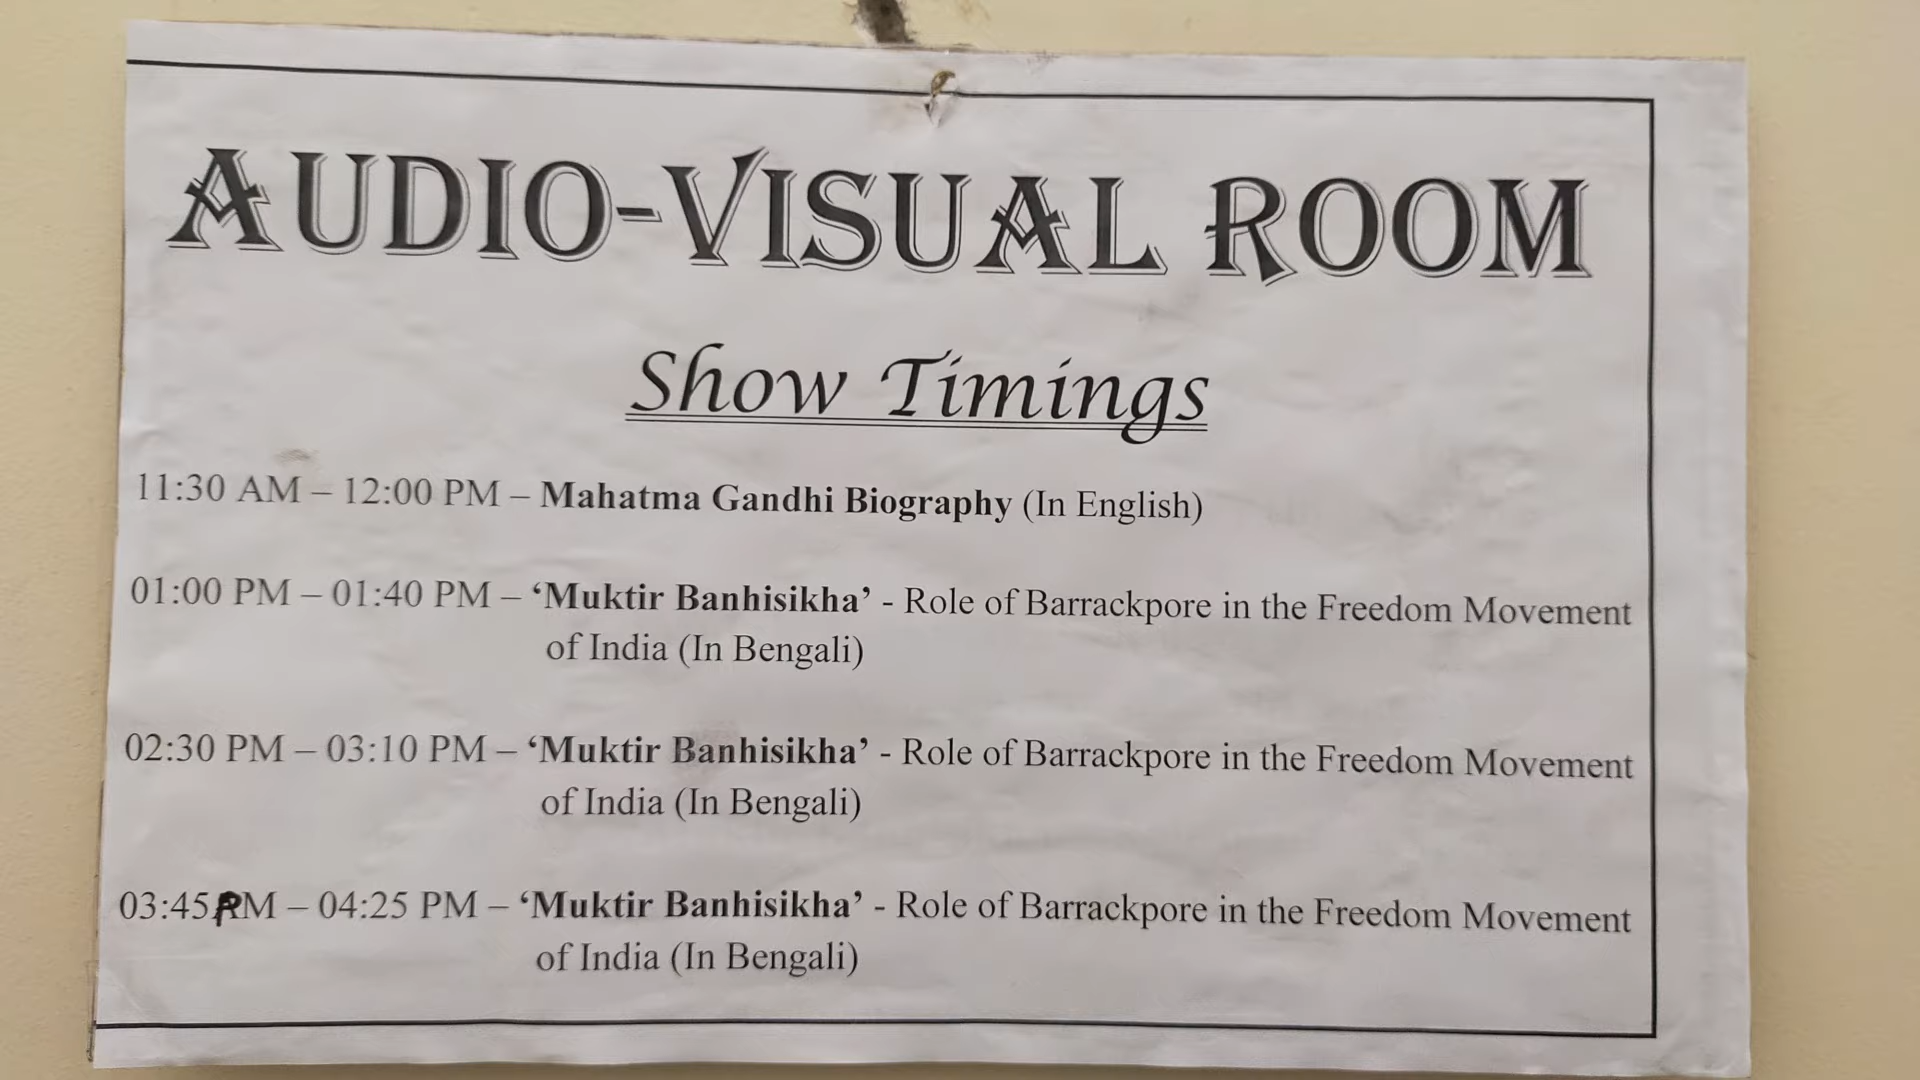 AUDIO-VISUAL ROOM
Show Timings
11:30 AM – 12:00 PM – Mahatma Gandhi Biography (In English)
01:00 PM – 01:40 PM – ‘Muktir Banhisikha’ - Role of Barrackpore in the Freedom Movement
of India (In Bengali)
02:30 PM – 03:10 PM – ‘Muktir Banhisikha’ - Role of Barrackpore in the Freedom Movement
of India (In Bengali)
03:45 PM – 04:25 PM – ‘Muktir Banhisikha’ - Role of Barrackpore in the Freedom Movement
of India (In Bengali)